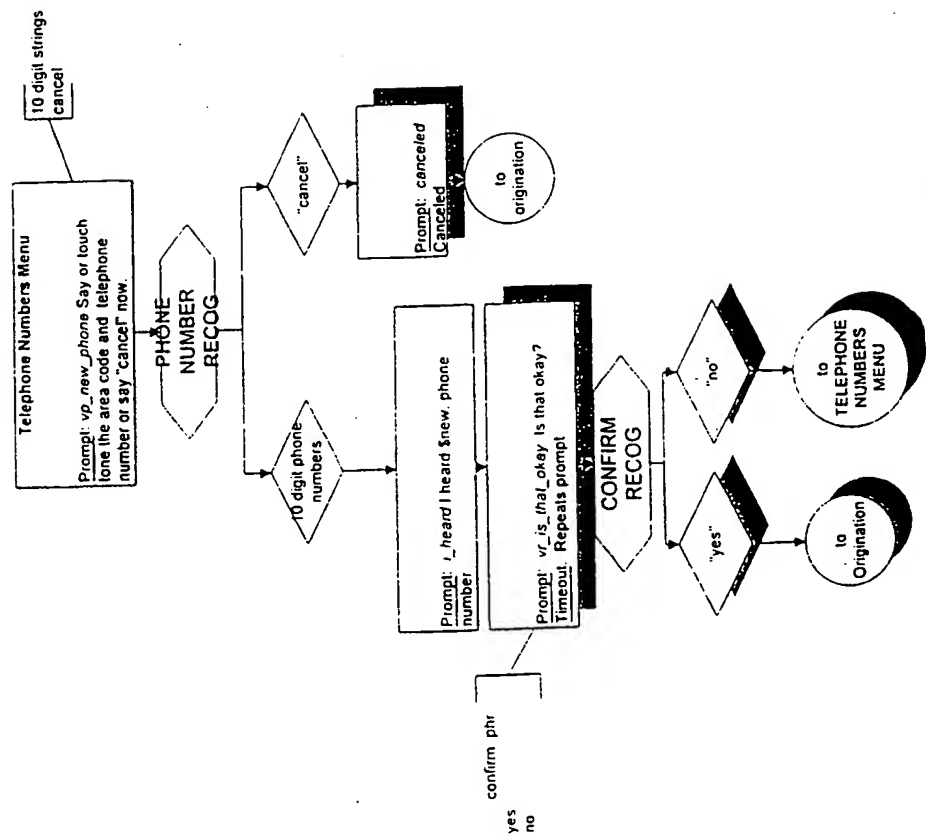 10 digit strings
cancel
Telephone Numbers Menu
Prompt: vp_new_phone Say or touch
tone the area code and telephone
number or say "cancel" now.
PHONE
NUMBER
RECOG
10 digit phone
numbers
"cancel"
Prompt: canceled
Canceled
to
origination
Prompt: i_heard I heard $new. phone
number
Prompt: vr_is_that_okay Is that okay?
Timeout. Repeats prompt
confirm phr
yes
no
CONFIRM
RECOG
"yes"
"no"
to
Origination
to
TELEPHONE
NUMBERS
MENU